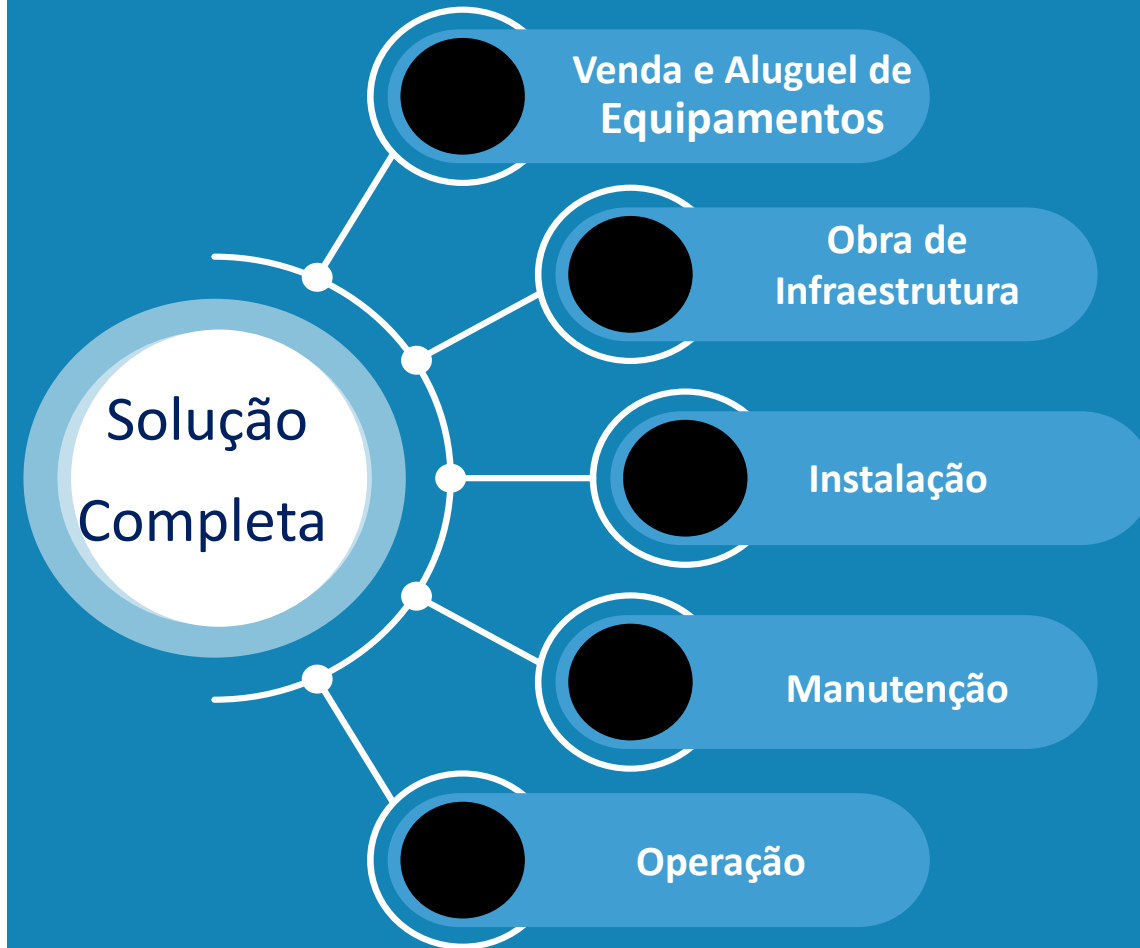 Venda e Aluguel de
Equipamentos
Obra de
Infraestrutura
Solução
Completa
Instalação
Manutenção
Operação